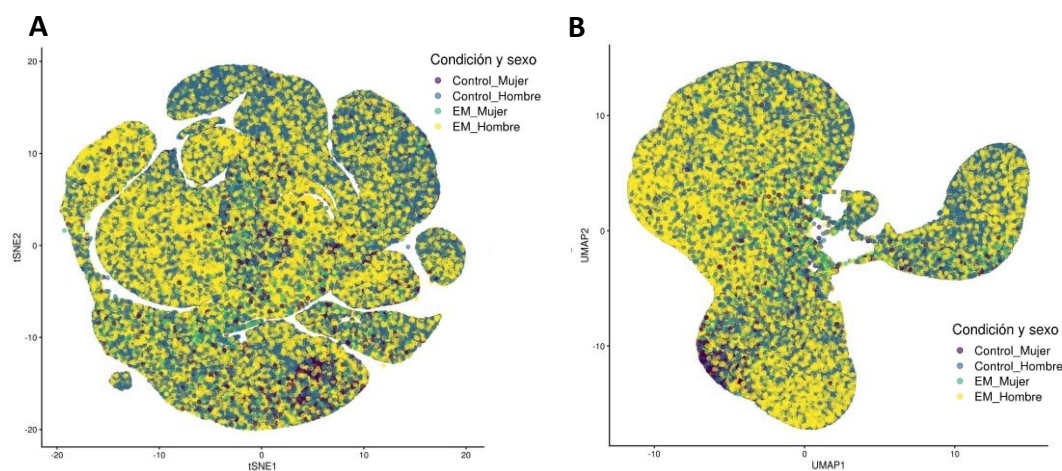 A
20
10
0
-10
-20
tSNE2
-20
-10
0
10
20
tSNE1
Condición y sexo
Control_Mujer
Control_Hombre
EM_Mujer
EM_Hombre
B
10
0
-10
UMAP2
-10
0
10
UMAP1
Condición y sexo
Control_Mujer
Control_Hombre
EM_Mujer
EM_Hombre